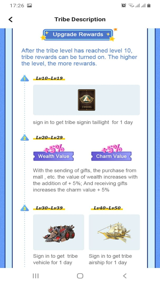 17:26
Tribe Description
Upgrade Rewards
After the tribe level has reached level 10,
tribe rewards can be turned on. The higher
the level, the more rewards.
Lv10-Lv19
sign in to get tribe signin taillight for 1 day
Lv20-Lv29
+5%
+5%
Wealth Value
Charm Value
With the sending of gifts, the purchase from
mall , etc, the value of wealth increases with
the addition of + 5%; And receiving gifts
increases the charm value + 5%
Lv30-Lv39
Lv40-Lv50
Sign in to get tribe
vehicle for 1 day
Sign in to get tribe
airship for 1 day